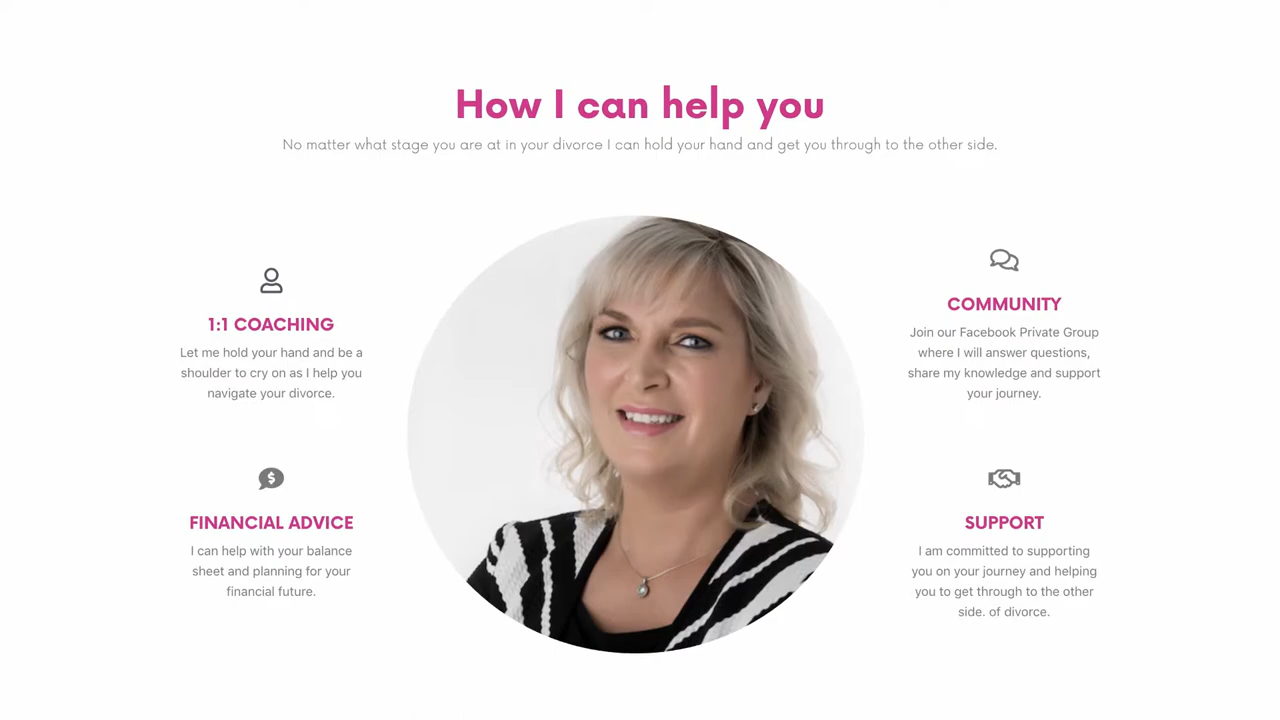 How I can help you
No matter what stage you are at in your divorce I can hold your hand and get you through to the other side.
1:1 COACHING
Let me hold your hand and be a
shoulder to cry on as I help you
navigate your divorce.
FINANCIAL ADVICE
I can help with your balance
sheet and planning for your
financial future.
COMMUNITY
Join our Facebook Private Group
where I will answer questions,
share my knowledge and support
your journey.
SUPPORT
I am committed to supporting
you on your journey and helping
you to get through to the other
side. of divorce.